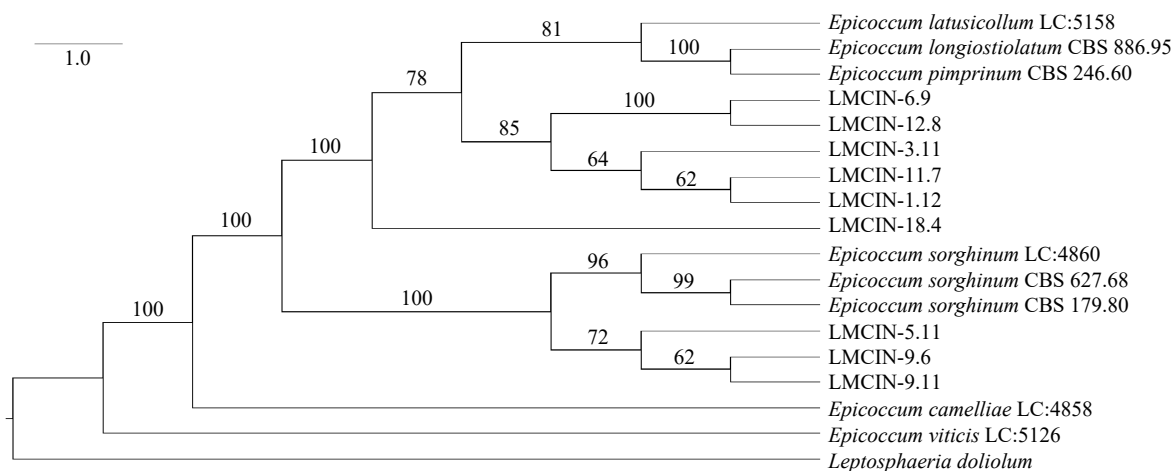 81
Epicoccum latusicollum LC:5158
1.0
100
Epicoccum longiostiolatum CBS 886.95
78
Epicoccum pimprinum CBS 246.60
100
LMCIN-6.9
85
LMCIN-12.8
100
64
LMCIN-3.11
62
LMCIN-11.7
LMCIN-1.12
100
LMCIN-18.4
96
Epicoccum sorghinum LC:4860
99
Epicoccum sorghinum CBS 627.68
100
Epicoccum sorghinum CBS 179.80
100
72
LMCIN-5.11
62
LMCIN-9.6
LMCIN-9.11
Epicoccum camelliae LC:4858
Epicoccum viticis LC:5126
Leptosphaeria doliolum